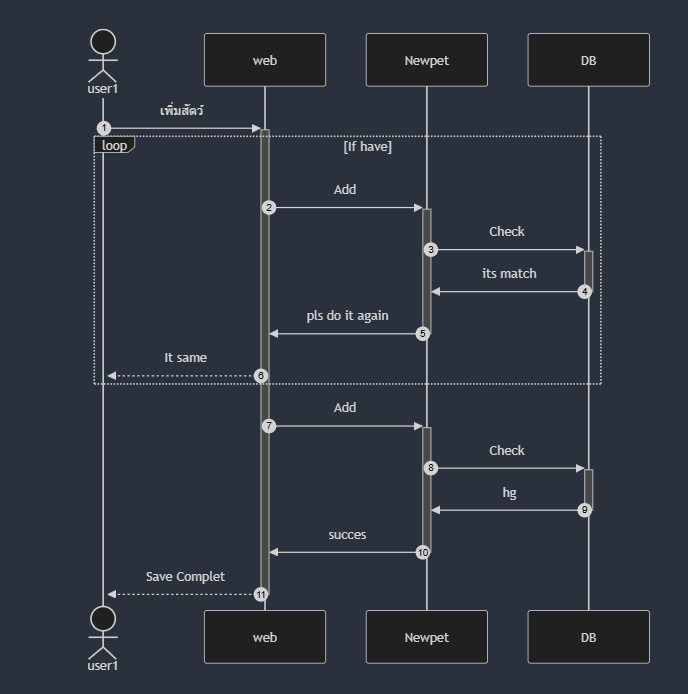 user1
web
Newpet
DB
เพิ่มสัตว์
1
loop
[If have]
Add
2
Check
3
its match
4
pls do it again
5
It same
6
Add
7
Check
8
hg
9
succes
10
Save Complet
11
user1
web
Newpet
DB